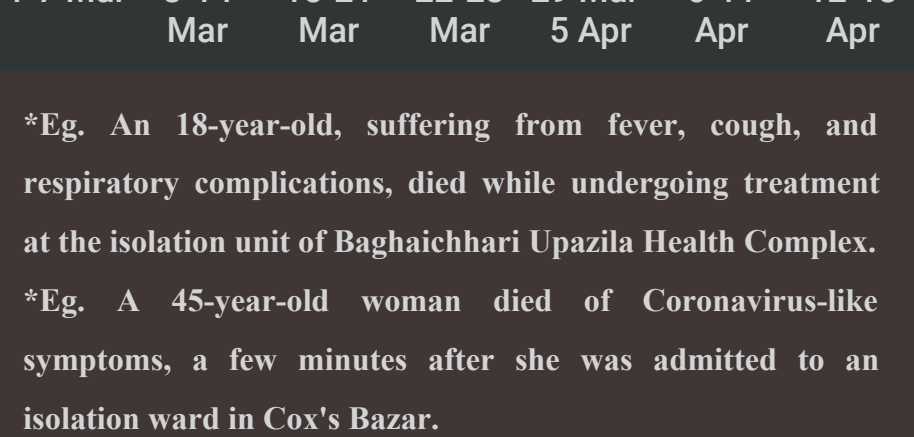 Mar Mar Mar 5 Apr Apr Apr
*Eg. An 18-year-old, suffering from fever, cough, and
respiratory complications, died while undergoing treatment
at the isolation unit of Baghaichhari Upazila Health Complex.
*Eg. A 45-year-old woman died of Coronavirus-like
symptoms, a few minutes after she was admitted to an
isolation ward in Cox's Bazar.